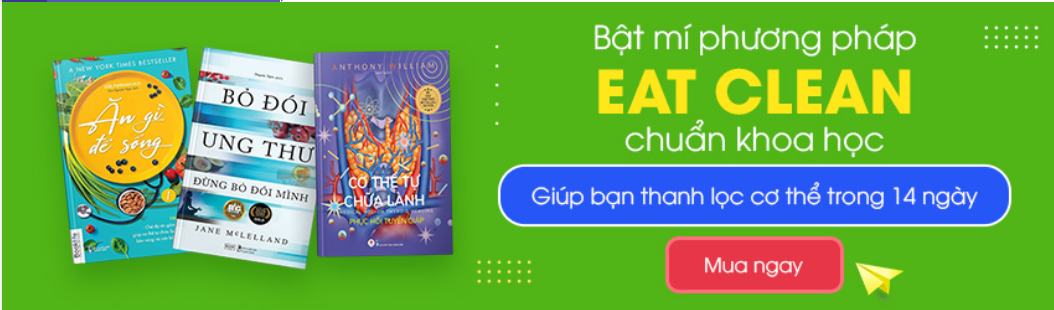 A NEW YORK TIMES BESTSELLER
Ăn gì
để sống
BỎ ĐÓI
UNG THƯ
ĐỪNG BỎ ĐÓI MÌNH
JANE McLELLAND
ANTHONY WILLIAM
CƠ THỂ TỰ
CHỮA LÀNH
PHỤC HỒI TUYẾN GIÁP
Bật mí phương pháp
EAT CLEAN
chuẩn khoa học
Giúp bạn thanh lọc cơ thể trong 14 ngày
Mua ngay